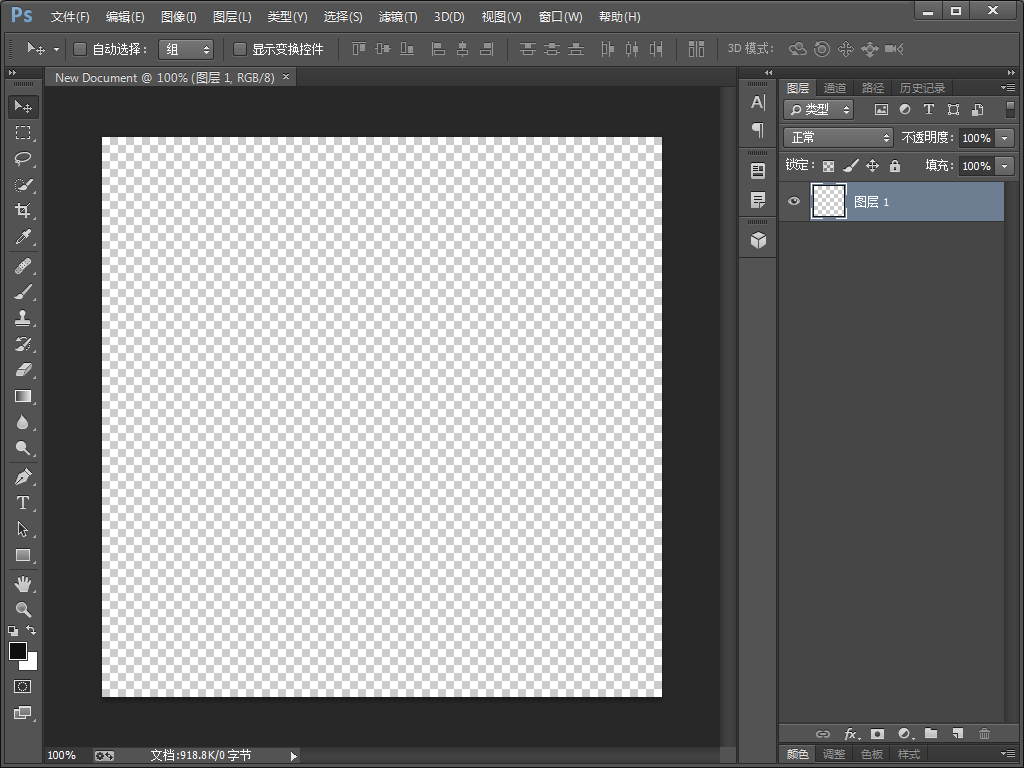 Ps 文件(F) 编辑(E) 图像(I) 图层(L) 类型(Y) 选择(S) 滤镜(T) 3D(D) 视图(V) 窗口(W) 帮助(H)
自动选择： 组 显示变换控件 3D 模式：
New Document @ 100% (图层 1, RGB/8) ×
图层 通道 路径 历史记录
类型
正常 不透明度: 100%
锁定: 填充: 100%
图层 1
100% 文档:918.8K/0 字节
颜色 调整 色板 样式